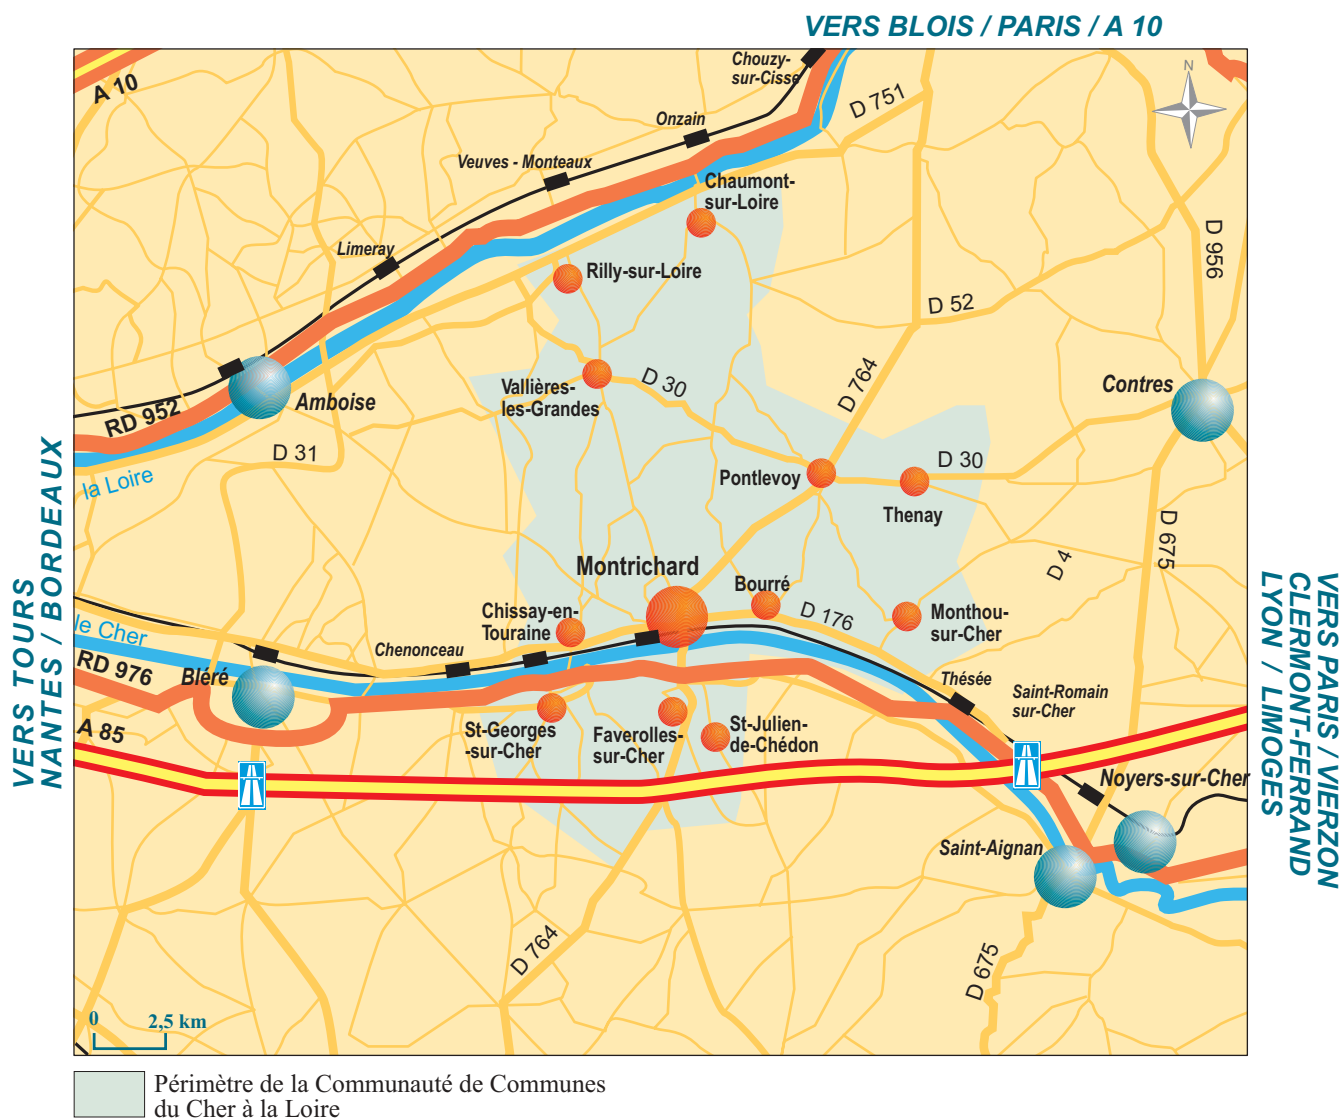 VERS BLOIS / PARIS / A 10
Chouzy-
sur-Cisse
N
A 10
D 751
Onzain
Veuves - Monteaux
Chaumont-
sur-Loire
Limeray
D 956
Rilly-sur-Loire
D 52
D 764
D 30
Vallières-
les-Grandes
Contres
Amboise
RD 952
D 31
D 30
Pontlevoy
la Loire
Thenay
D 675
D 4
VERS TOURS
NANTES / BORDEAUX
Montrichard
Bourré
Chissay-en-
Touraine
D 176
Monthou-
sur-Cher
le Cher
Chenonceau
RD 976
Bléré
Thésée
Saint-Romain
sur-Cher
A 85
St-Georges
-sur-Cher
Faverolles-
sur-Cher
St-Julien-
de-Chédon
VERS PARIS / VIERZON
CLERMONT-FERRAND
LYON / LIMOGES
Noyers-sur-Cher
Saint-Aignan
D 764
D 675
0 2,5 km
Périmètre de la Communauté de Communes
du Cher à la Loire